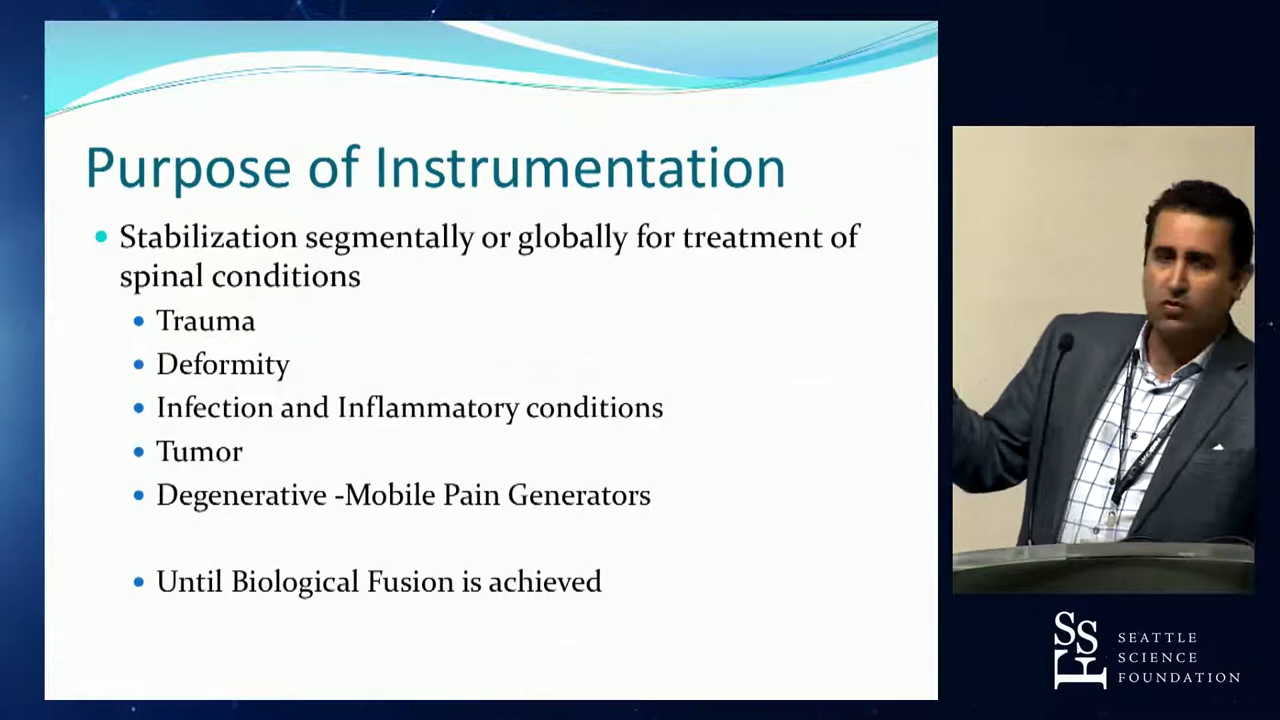 Purpose of Instrumentation
Stabilization segmentally or globally for treatment of
spinal conditions
Trauma
Deformity
Infection and Inflammatory conditions
Tumor
Degenerative -Mobile Pain Generators
Until Biological Fusion is achieved
SSF
SEATTLE
SCIENCE
FOUNDATION